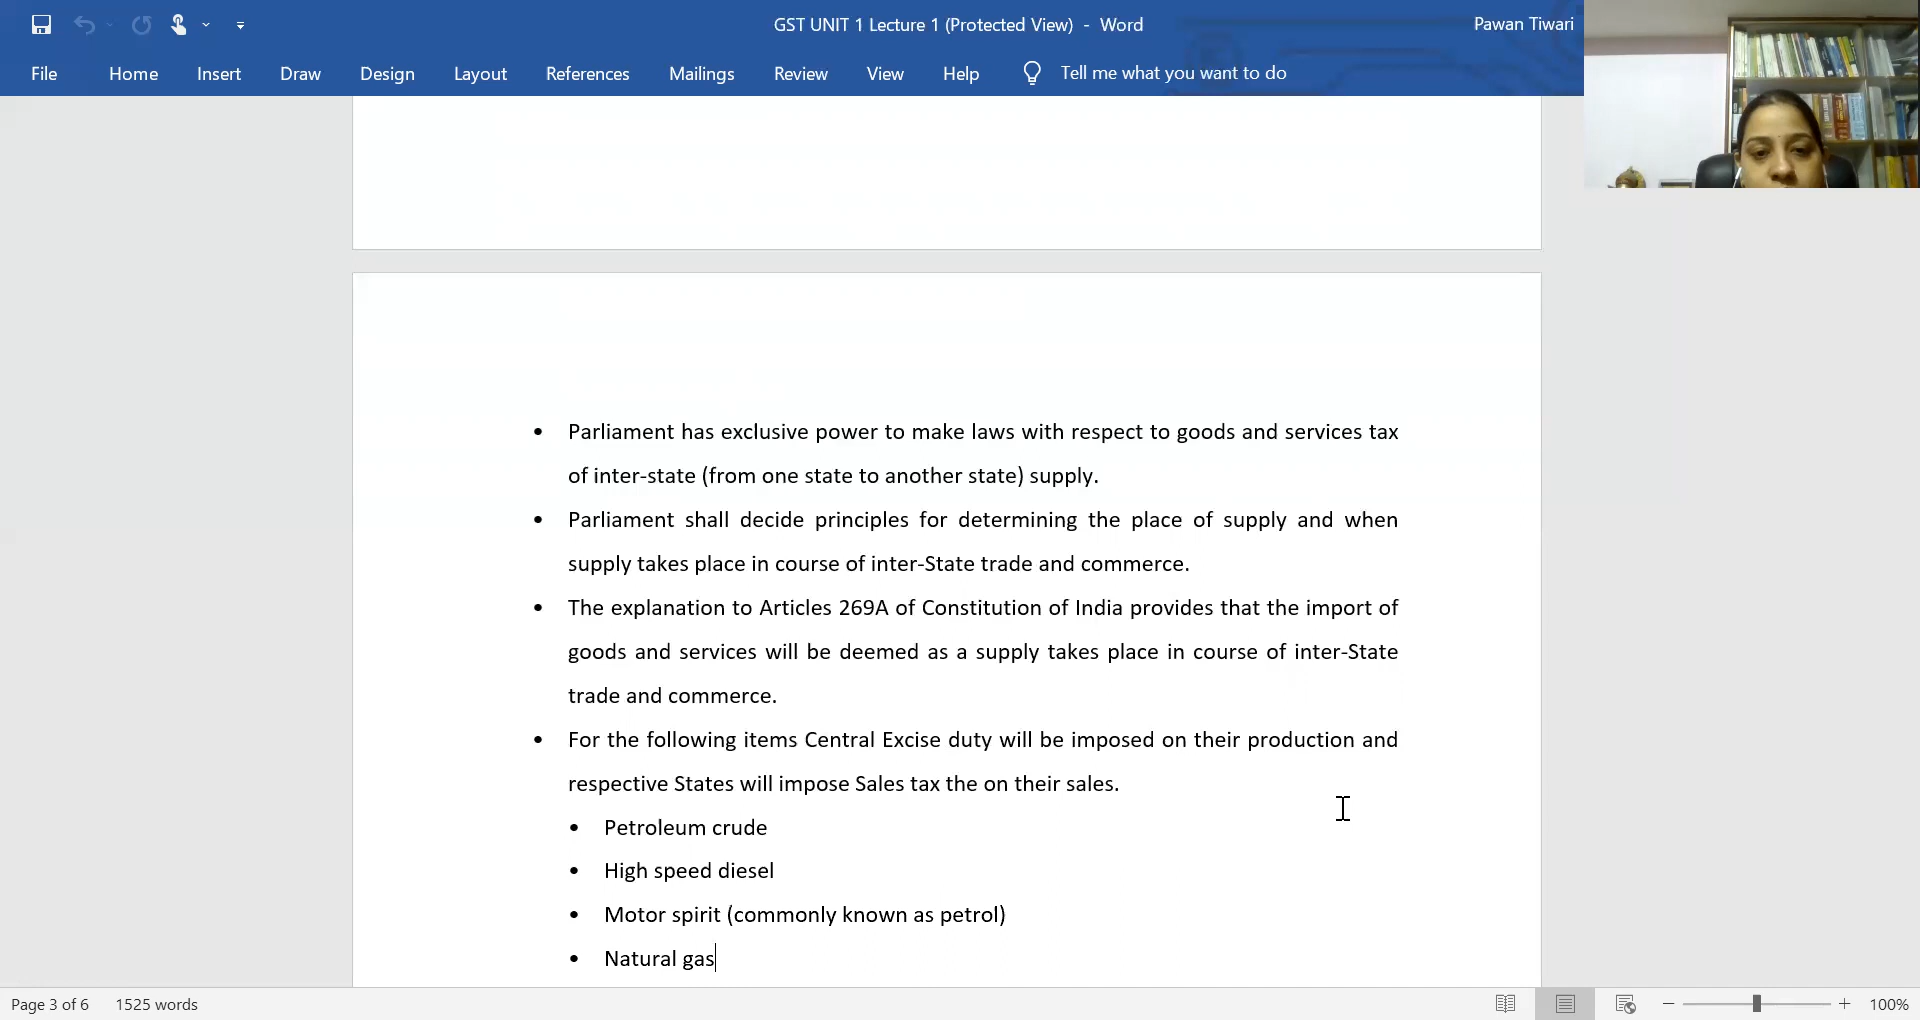 GST UNIT 1 Lecture 1 (Protected View) - Word
Pawan Tiwari
File Home Insert Draw Design Layout References Mailings Review View Help Tell me what you want to do
• Parliament has exclusive power to make laws with respect to goods and services tax
of inter-state (from one state to another state) supply.
• Parliament shall decide principles for determining the place of supply and when
supply takes place in course of inter-State trade and commerce.
• The explanation to Articles 269A of Constitution of India provides that the import of
goods and services will be deemed as a supply takes place in course of inter-State
trade and commerce.
• For the following items Central Excise duty will be imposed on their production and
respective States will impose Sales tax the on their sales.
• Petroleum crude
• High speed diesel
• Motor spirit (commonly known as petrol)
• Natural gas
Page 3 of 6 1525 words 100%